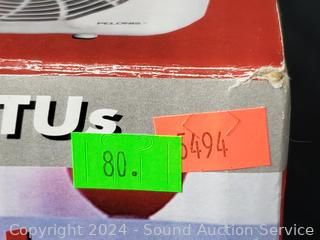 PELONIS
TUs
80.
5494
Copyright 2024 - Sound Auction Service